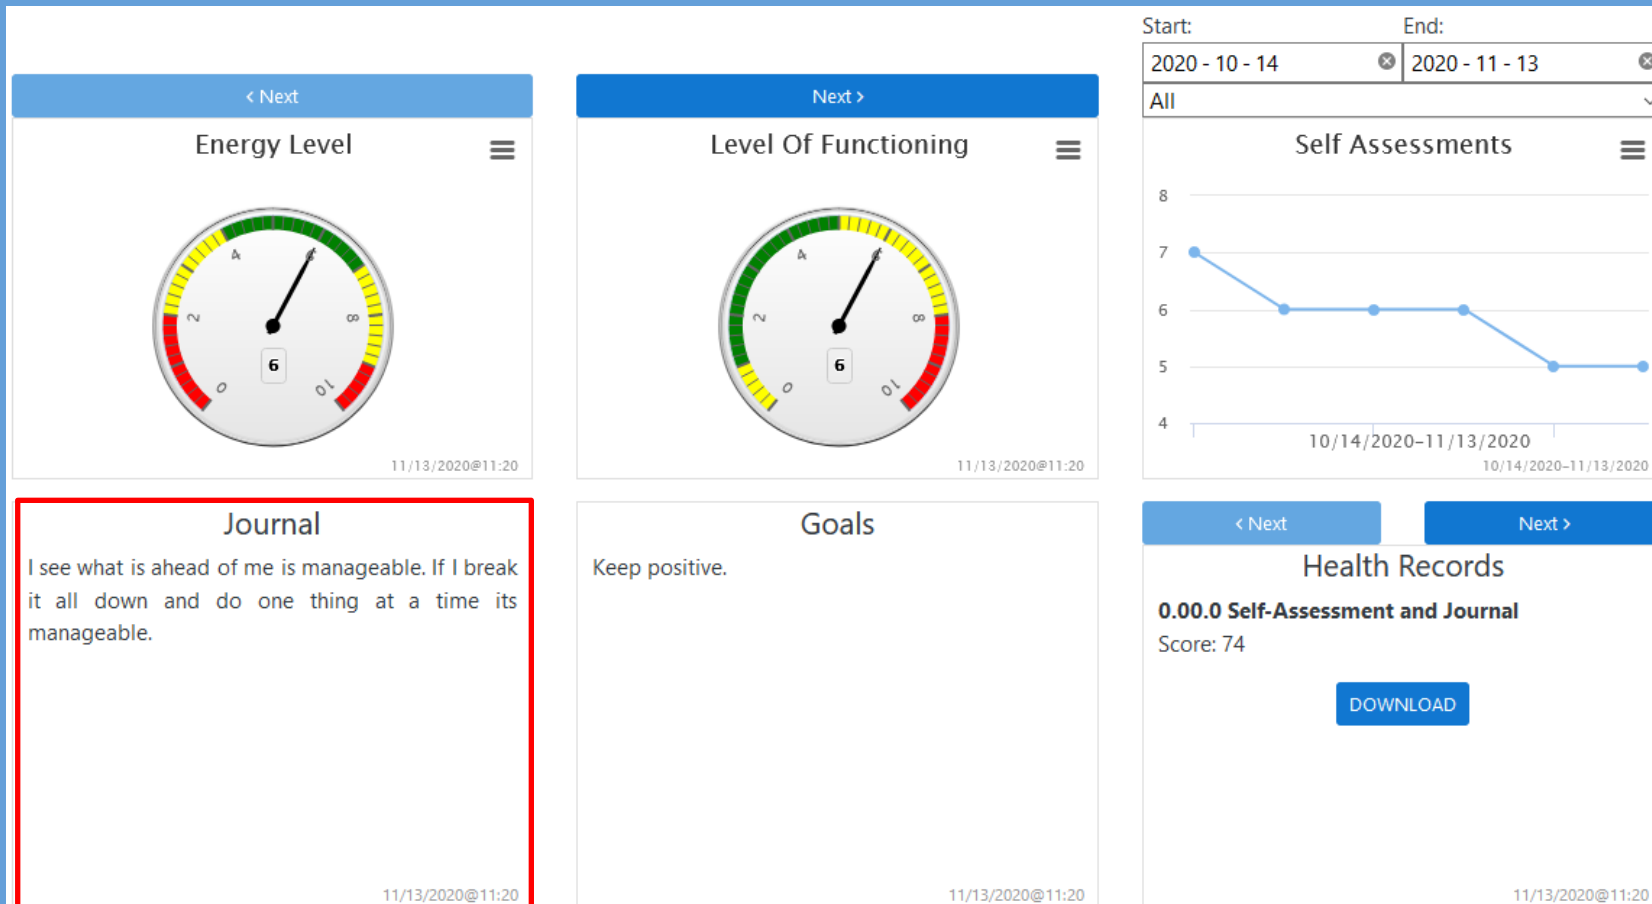 Start:
End:
2020 - 10 - 14
2020 - 11 - 13
All
< Next
Next >
Energy Level
0
2
4
6
8
10
6
11/13/2020@11:20
Level Of Functioning
0
2
4
6
8
10
6
11/13/2020@11:20
Self Assessments
8
7
6
5
4
10/14/2020-11/13/2020
10/14/2020-11/13/2020
Journal
I see what is ahead of me is manageable. If I break
it all down and do one thing at a time its
manageable.
11/13/2020@11:20
Goals
Keep positive.
11/13/2020@11:20
< Next
Next >
Health Records
0.00.0 Self-Assessment and Journal
Score: 74
DOWNLOAD
11/13/2020@11:20